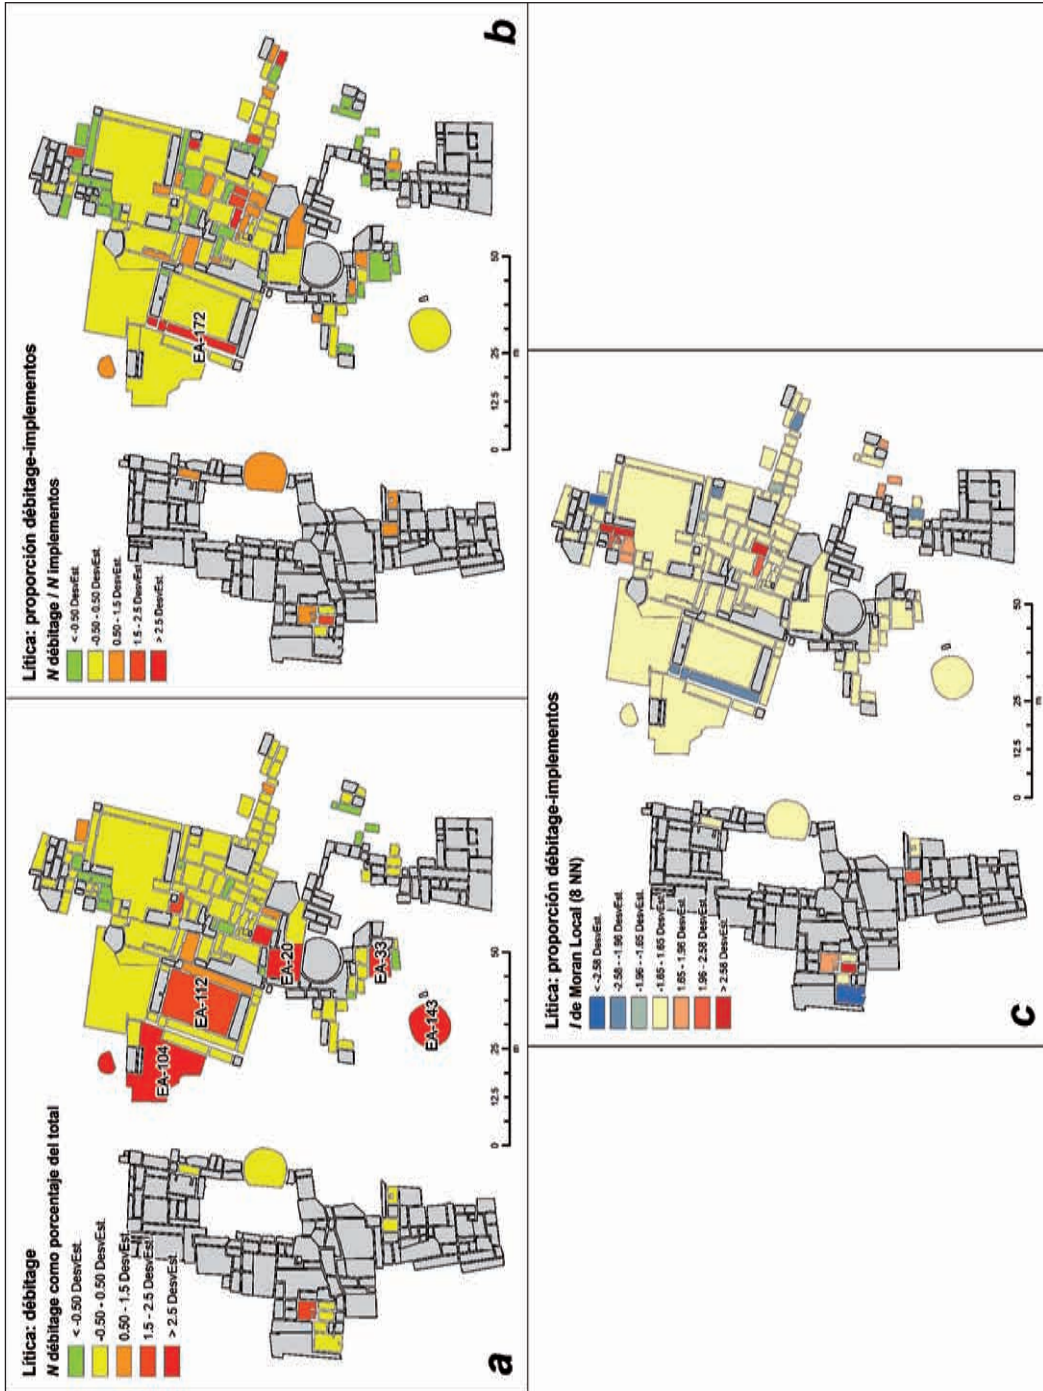 Lítica: débitage
N débitage como porcentaje del total
< -0.50 DesvEst.
-0.50 - 0.50 DesvEst.
0.50 - 1.5 DesvEst.
1.5 - 2.5 DesvEst.
> 2.5 DesvEst.
EA-104
EA-112
EA-20
EA-33
EA-143
0 12.5 25 50
m
a
Lítica: proporción débitage-implementos
N débitage / N implementos
< -0.50 DesvEst.
-0.50 - 0.50 DesvEst.
0.50 - 1.5 DesvEst.
1.5 - 2.5 DesvEst.
> 2.5 DesvEst.
EA-172
0 12.5 25 50
m
b
Lítica: proporción débitage-implementos
I de Moran Local (8 NN)
< -2.58 DesvEst.
-2.58 - -1.96 DesvEst.
-1.96 - -1.65 DesvEst.
-1.65 - 1.65 DesvEst.
1.65 - 1.96 DesvEst.
1.96 - 2.58 DesvEst.
> 2.58 DesvEst.
0 12.5 25 50
m
c